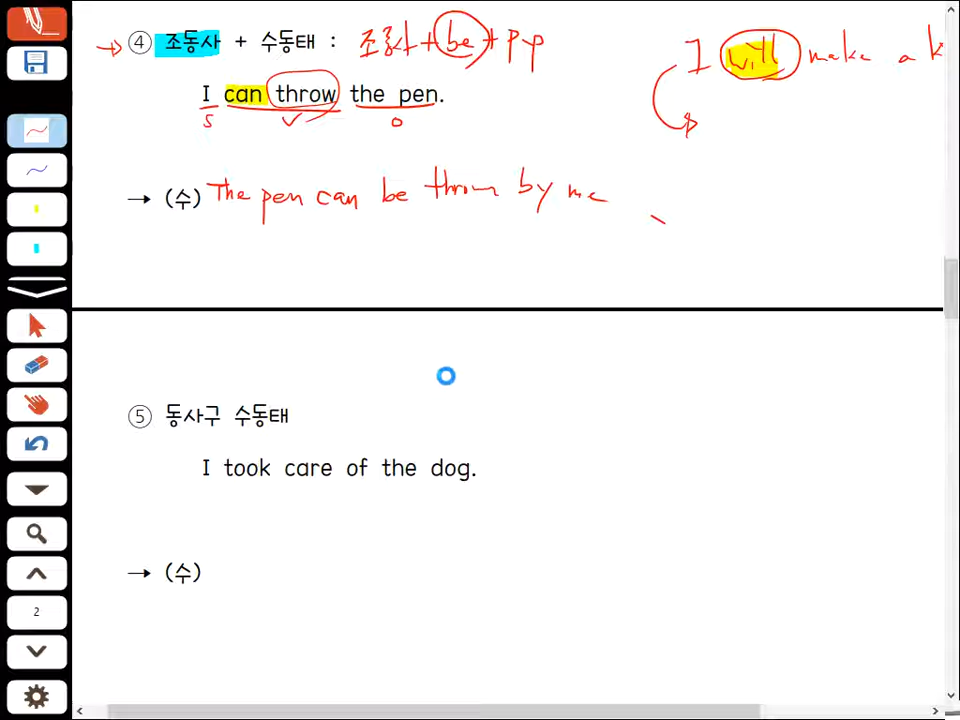 ④ 조동사 + 수동태 : 조동사 + be + pp
I will make a k
I can throw the pen.
S V O
→ (수) The pen can be thrown by me
⑤ 동사구 수동태
I took care of the dog.
→ (수)
2